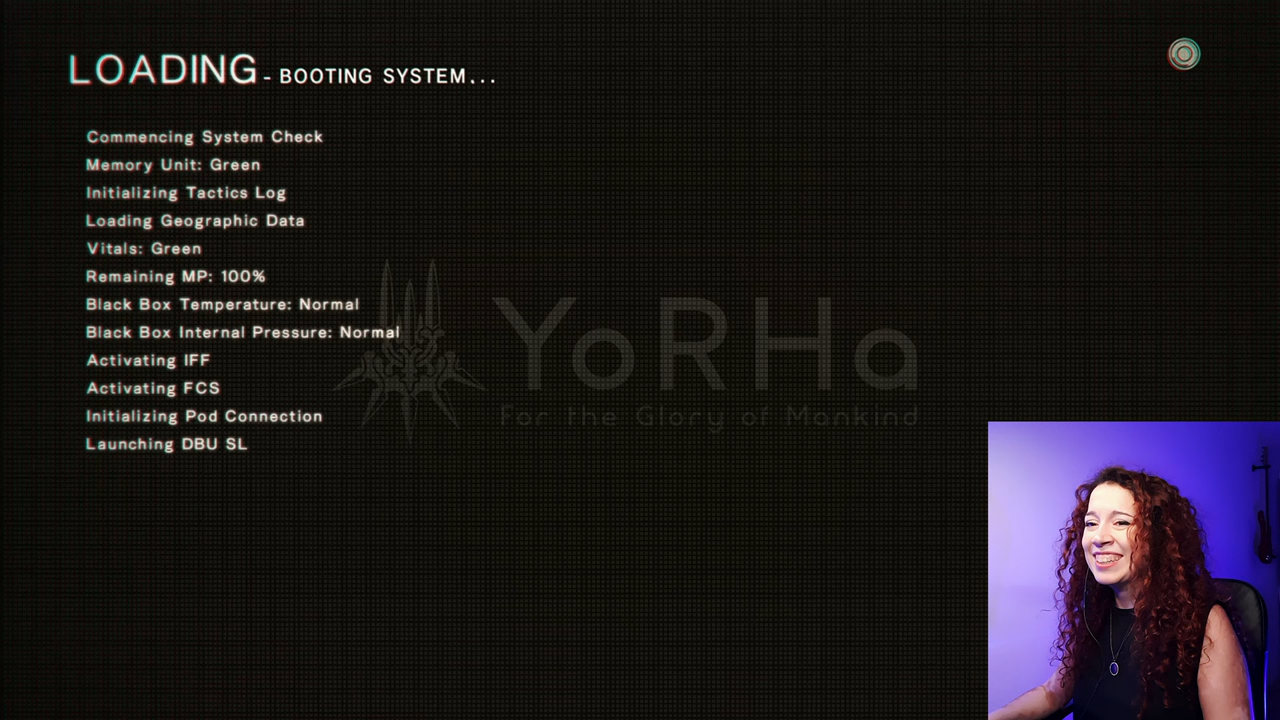 LOADING - BOOTING SYSTEM...
Commencing System Check
Memory Unit: Green
Initializing Tactics Log
Loading Geographic Data
Vitals: Green
Remaining MP: 100%
Black Box Temperature: Normal
Black Box Internal Pressure: Normal
Activating IFF
Activating FCS
Initializing Pod Connection
Launching DBU SL
YoRHa
For the Glory of Mankind